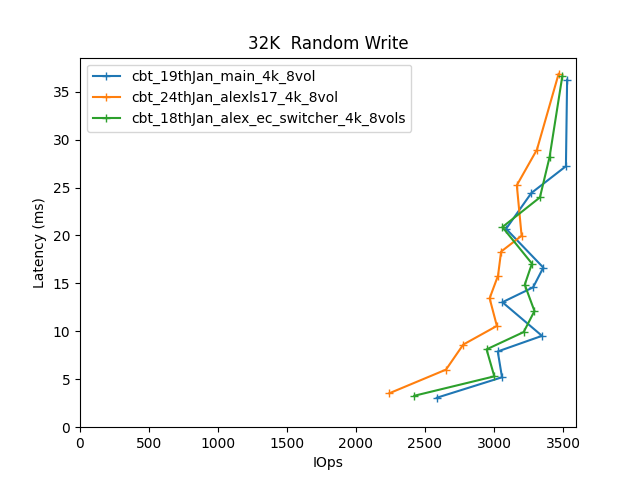 32K  Random Write
cbt_19thJan_main_4k_8vol
cbt_24thJan_alexls17_4k_8vol
cbt_18thJan_alex_ec_switcher_4k_8vols
Latency (ms)
35
30
25
20
15
10
5
0
0 500 1000 1500 2000 2500 3000 3500
IOps